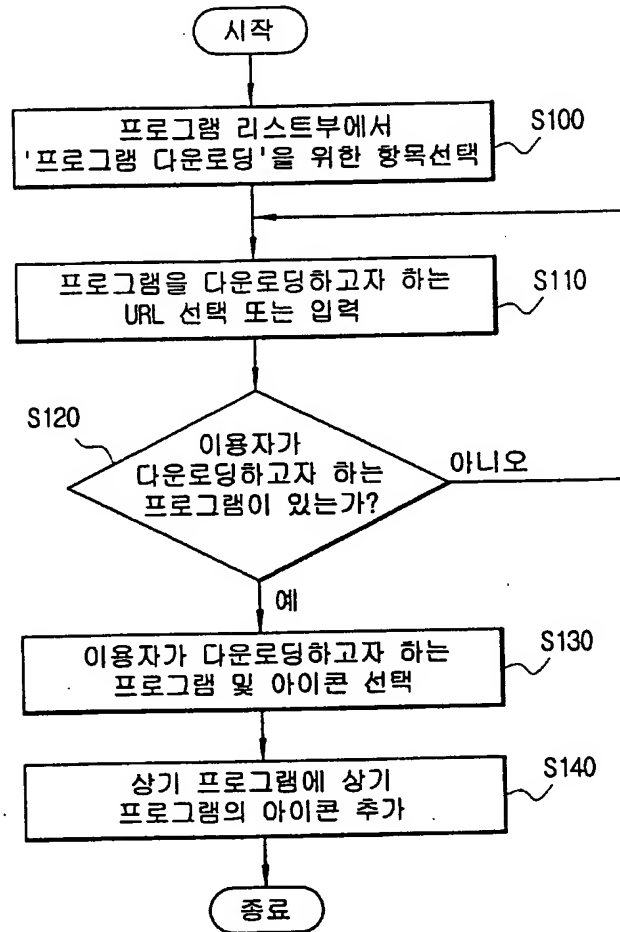 시작
프로그램 리스트부에서
'프로그램 다운로딩'을 위한 항목선택
S100
프로그램을 다운로딩하고자 하는
URL 선택 또는 입력
S110
S120
이용자가
다운로딩하고자 하는
프로그램이 있는가?
아니오
예
이용자가 다운로딩하고자 하는
프로그램 및 아이콘 선택
S130
상기 프로그램에 상기
프로그램의 아이콘 추가
S140
종료